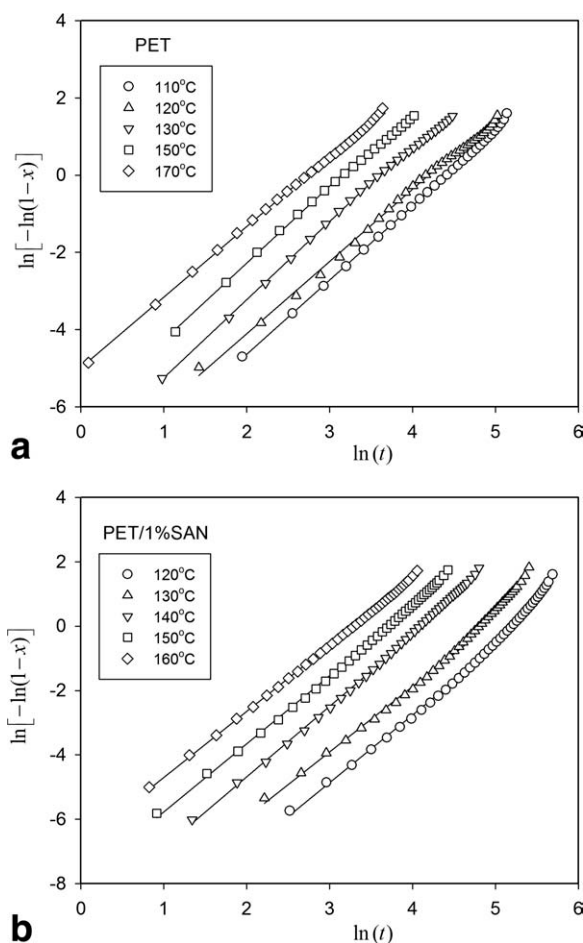 PET
110°C
120°C
130°C
150°C
170°C
ln[−ln(1−x)]
4
2
0
-2
-4
-6
0 1 2 3 4 5 6
ln(t)
a
PET/1%SAN
120°C
130°C
140°C
150°C
160°C
ln[−ln(1−x)]
4
2
0
-2
-4
-6
-8
0 1 2 3 4 5 6
ln(t)
b